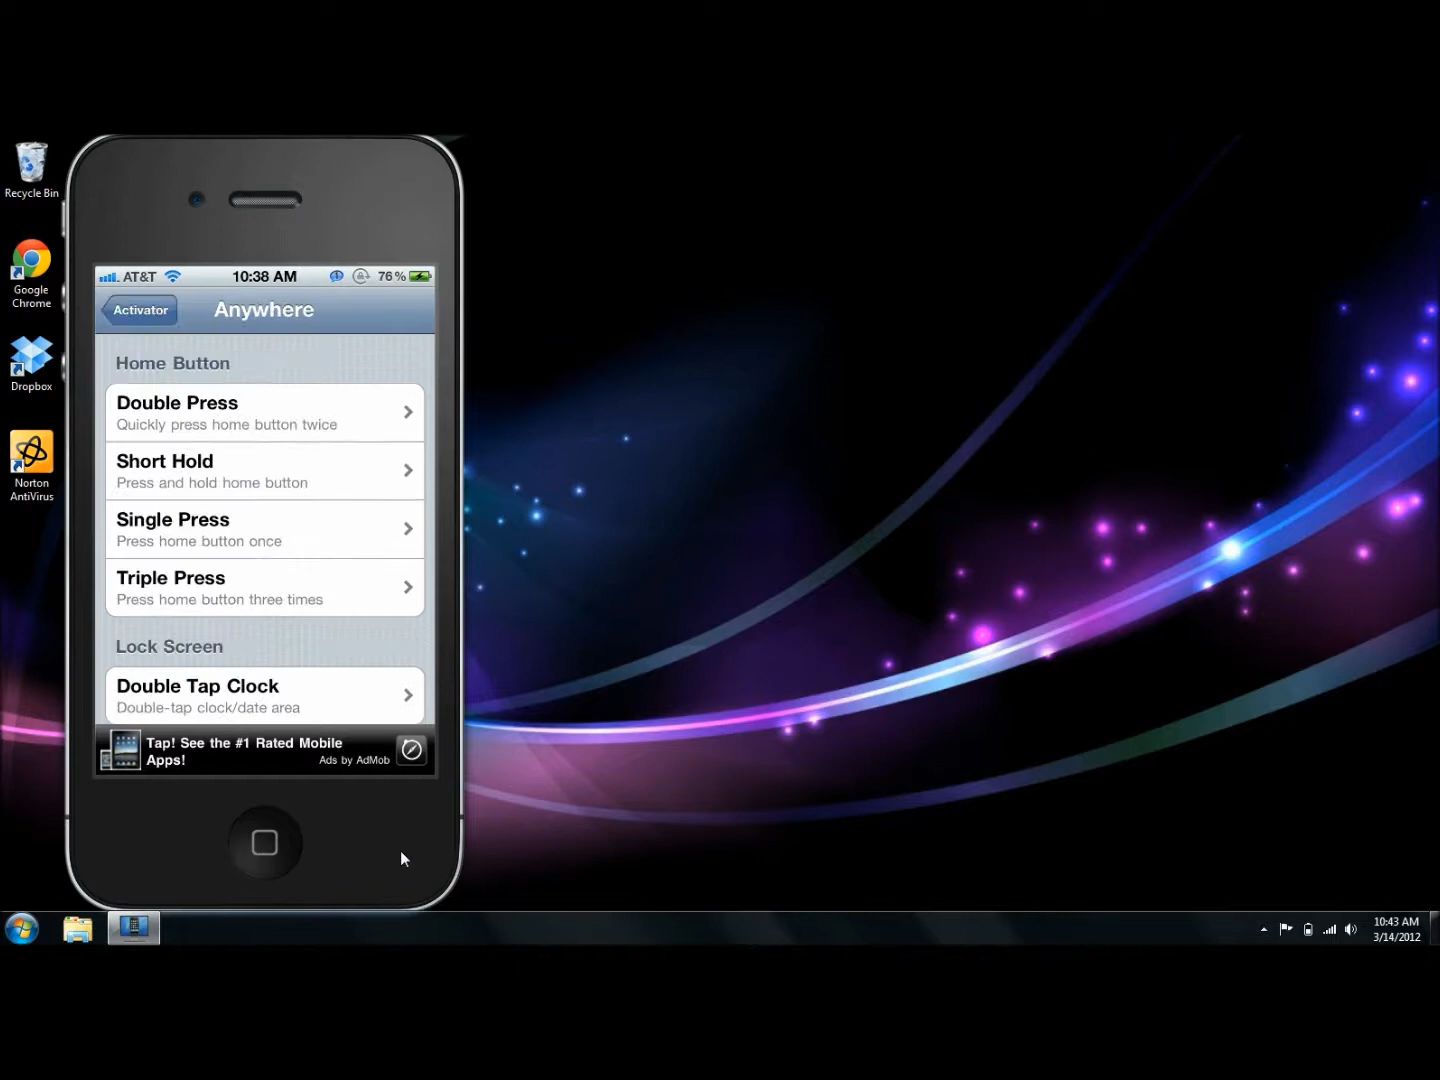 Recycle Bin
Google
Chrome
Dropbox
Norton
AntiVirus
AT&T 10:38 AM 76%
Activator Anywhere
Home Button
Double Press
Quickly press home button twice
Short Hold
Press and hold home button
Single Press
Press home button once
Triple Press
Press home button three times
Lock Screen
Double Tap Clock
Double-tap clock/date area
Tap! See the #1 Rated Mobile
Apps! Ads by AdMob
10:43 AM
3/14/2012